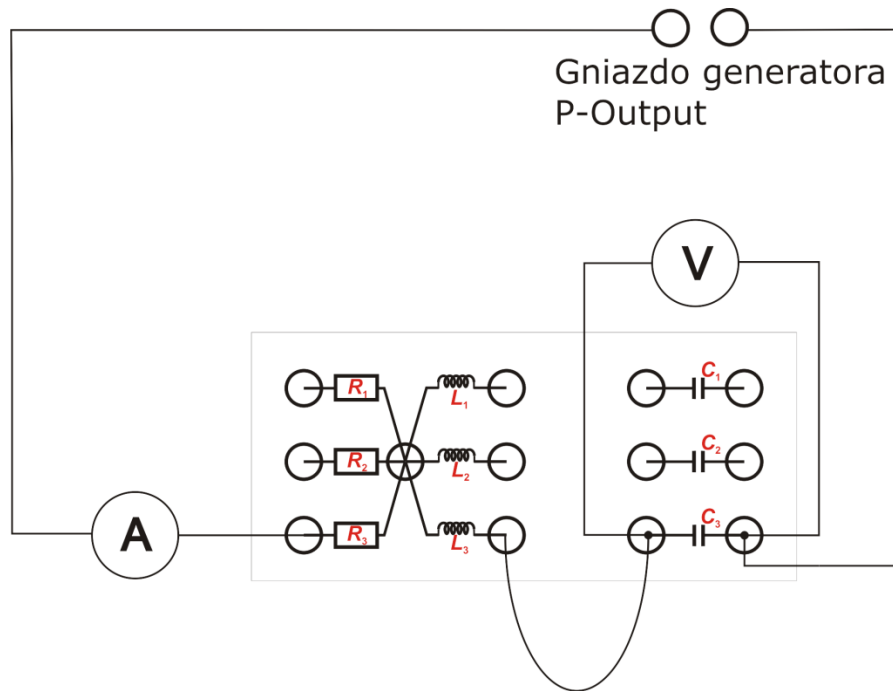 Gniazdo generatora
P-Output
V
R₁
L₁
C₁
R₂
L₂
C₂
A
R₃
L₃
C₃